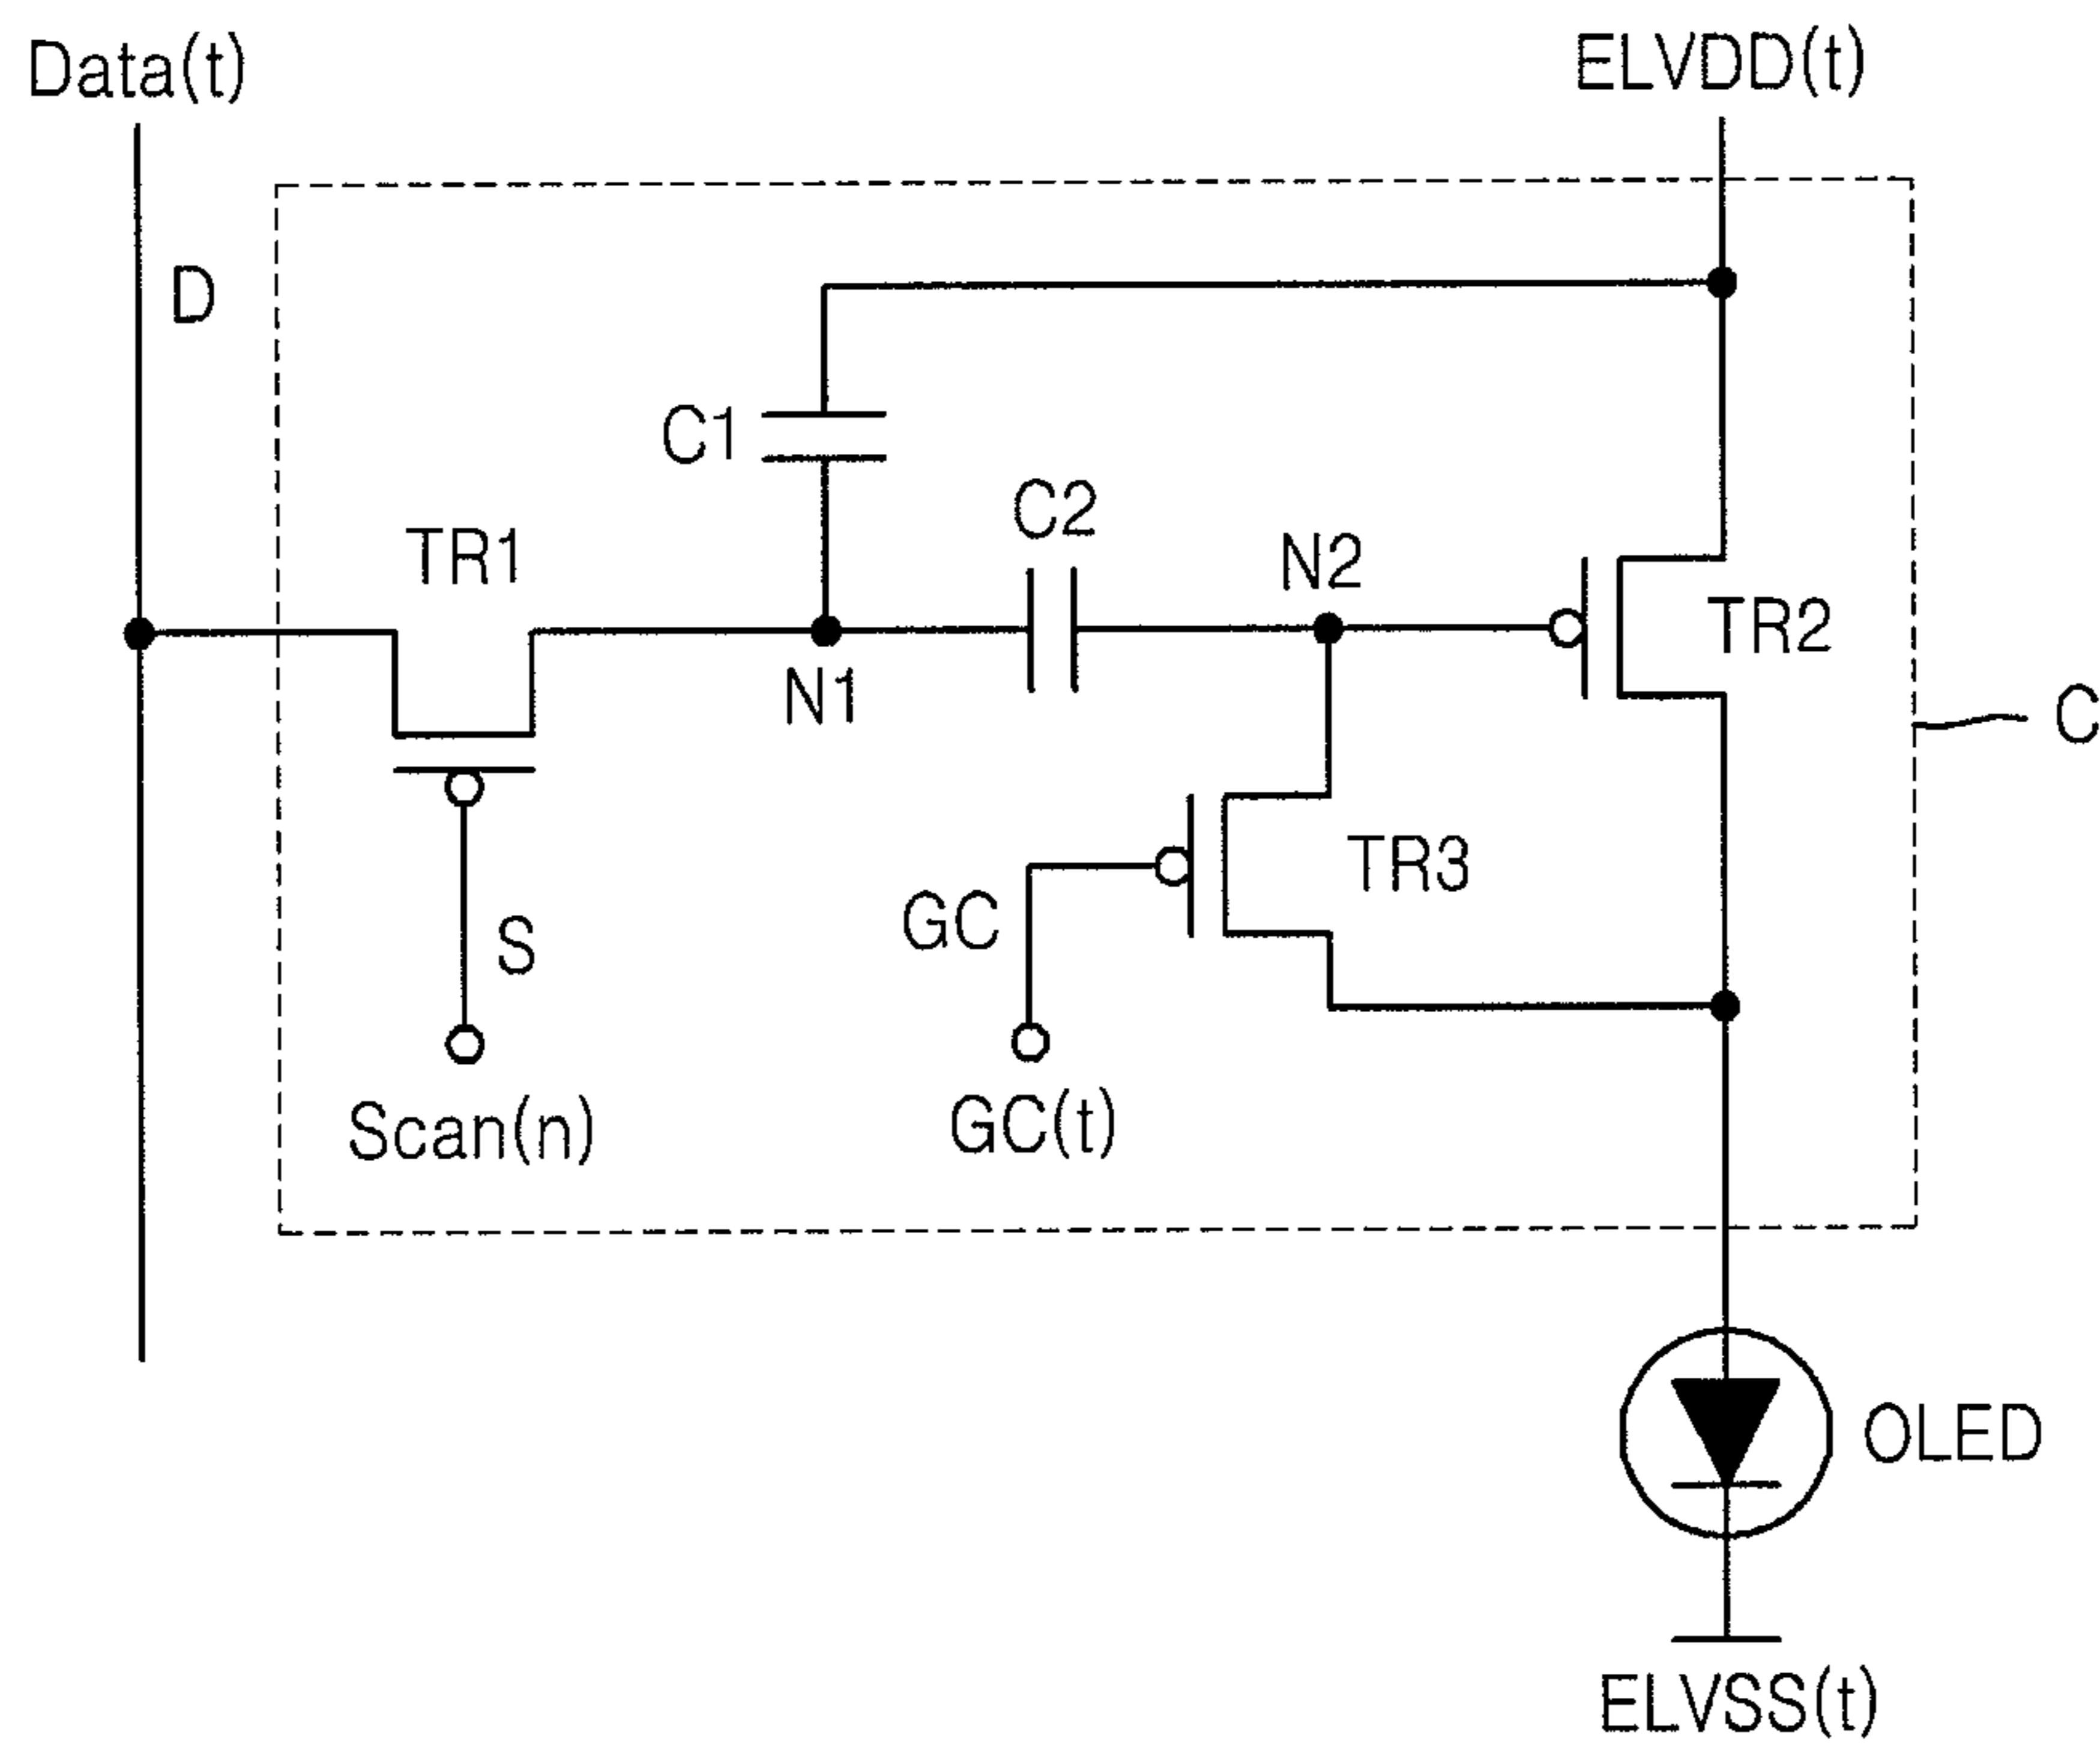 Data(t)
ELVDD(t)
D
C1
C2
TR1
N2
TR2
N1
C
TR3
GC
S
Scan(n)
GC(t)
OLED
ELVSS(t)